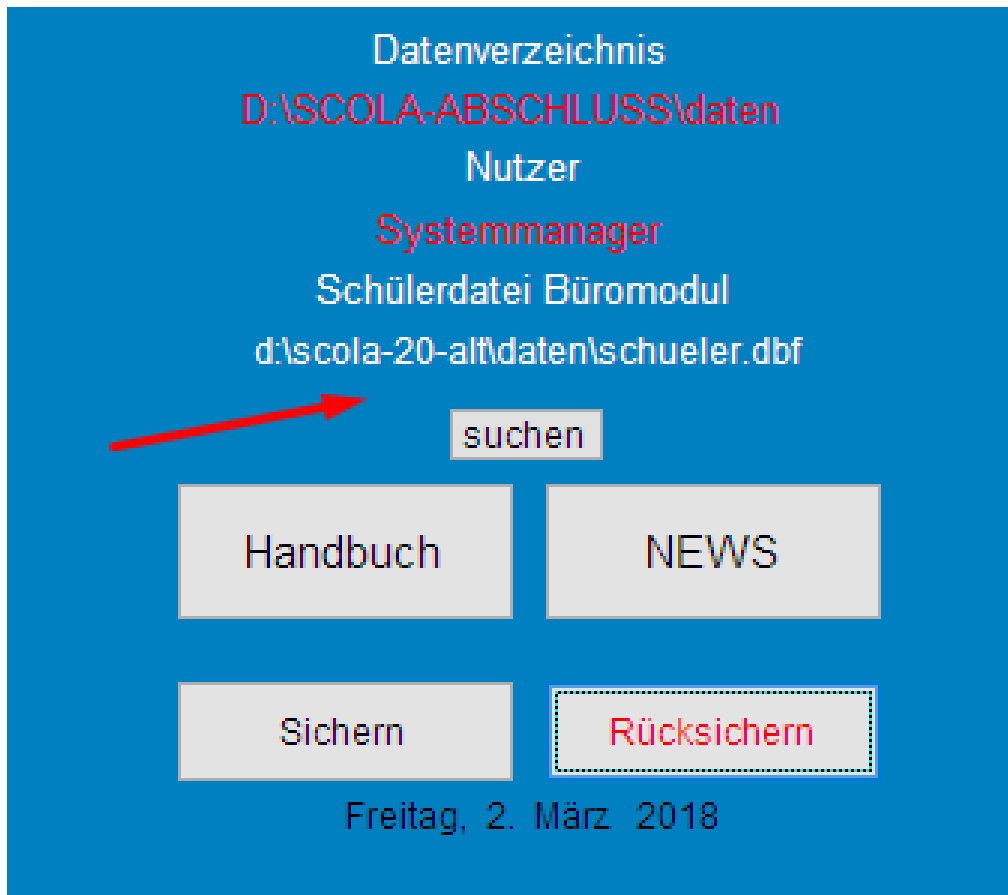 Datenverzeichnis
D:\SCOLA-ABSCHLUSS\daten
Nutzer
Systemmanager
Schülerdatei Büromodul
d:\scola-20-alt\daten\schueler.dbf
suchen
Handbuch NEWS
Sichern Rücksichern
Freitag, 2. März 2018